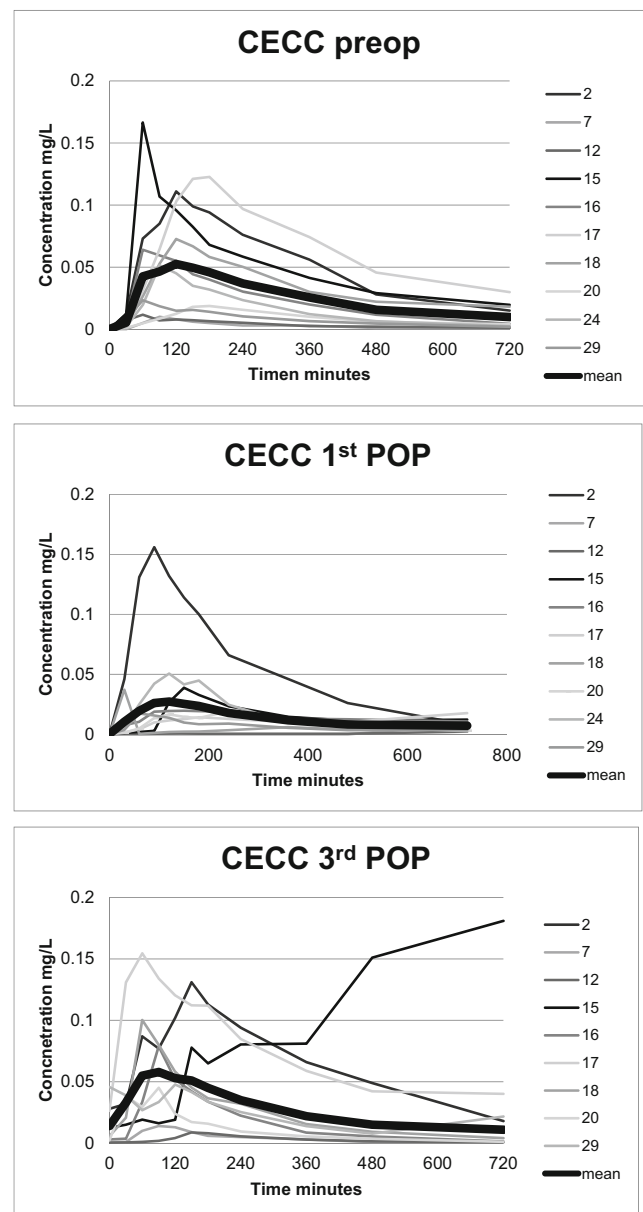 CECC preop
Concentration mg/L
0.2
0.15
0.1
0.05
0
0 120 240 360 480 600 720
Timen minutes
2
7
12
15
16
17
18
20
24
29
mean
CECC 1st POP
Concentration mg/L
0.2
0.15
0.1
0.05
0
0 200 400 600 800
Time minutes
2
7
12
15
16
17
18
20
24
29
mean
CECC 3rd POP
Concnetration mg/L
0.2
0.15
0.1
0.05
0
0 120 240 360 480 600 720
Time minutes
2
7
12
15
16
17
18
20
29
mean